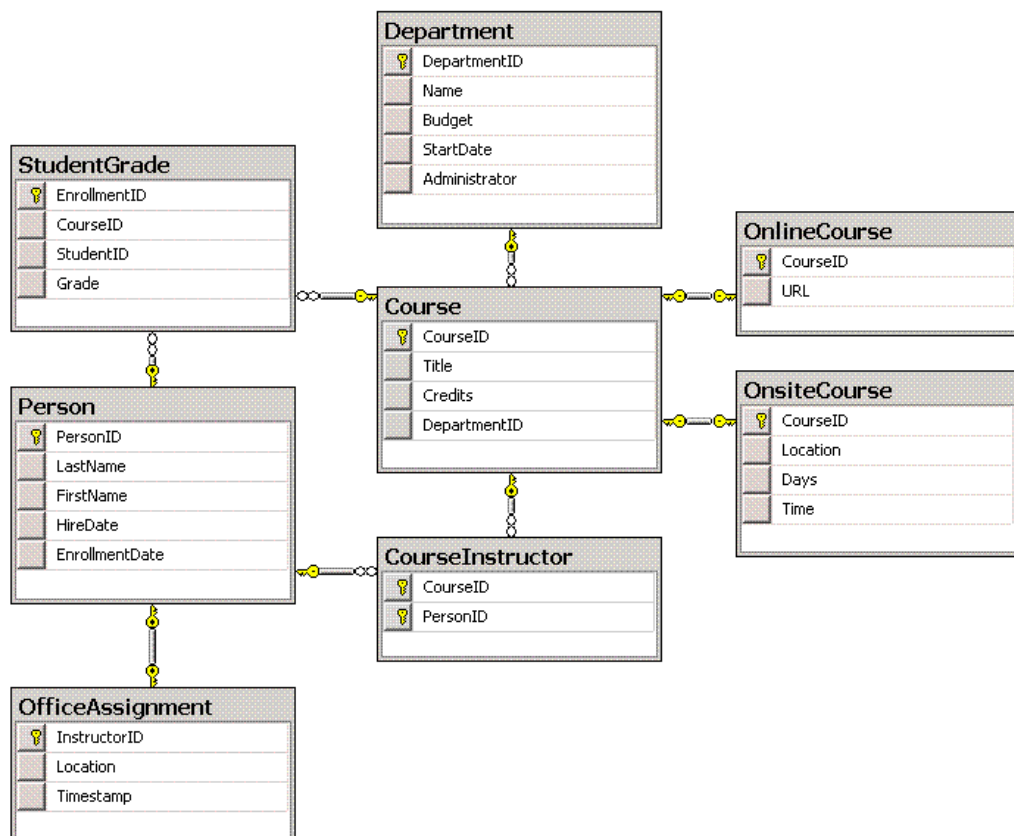 Department
DepartmentID
Name
Budget
StartDate
Administrator
StudentGrade
EnrollmentID
CourseID
StudentID
Grade
OnlineCourse
CourseID
URL
Course
CourseID
Title
Credits
DepartmentID
OnsiteCourse
CourseID
Location
Days
Time
Person
PersonID
LastName
FirstName
HireDate
EnrollmentDate
CourseInstructor
CourseID
PersonID
OfficeAssignment
InstructorID
Location
Timestamp